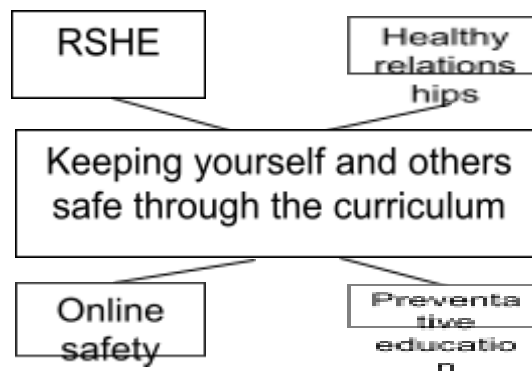 RSHE
Healthy
relations
hips
Keeping yourself and others
safe through the curriculum
Online
safety
Preventa
tive
educatio
n